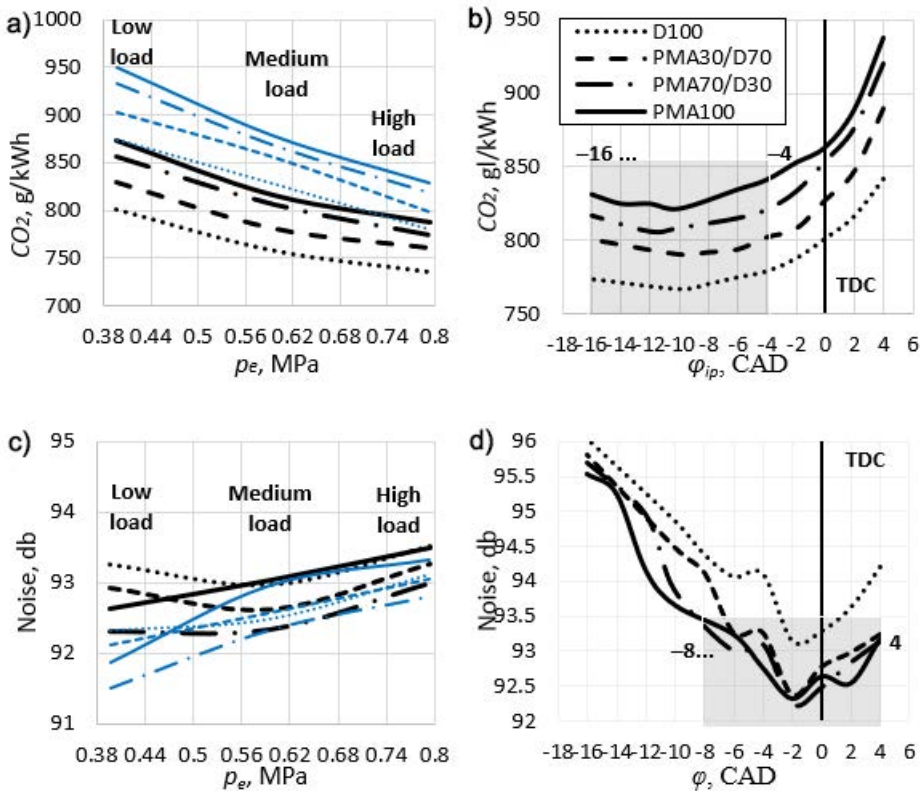 a)
1000
950
900
850
800
750
700
CO2, g/kWh
Low
load
Medium
load
High
load
0.38 0.44 0.5 0.56 0.62 0.68 0.74 0.8
pe, MPa
b)
950
900
850
800
750
CO2, gl/kWh
D100
PMA30/D70
PMA70/D30
PMA100
−16 ...
−4
TDC
-18-16-14-12-10 -8 -6 -4 -2 0 2 4 6
φip, CAD
c)
95
94
93
92
91
Noise, db
Low
load
Medium
load
High
load
0.38 0.44 0.5 0.56 0.62 0.68 0.74 0.8
pe, MPa
d)
96
95.5
95
94.5
94
93.5
93
92.5
92
Noise, db
TDC
−8...
4
-18-16-14-12-10 -8 -6 -4 -2 0 2 4 6
φ, CAD